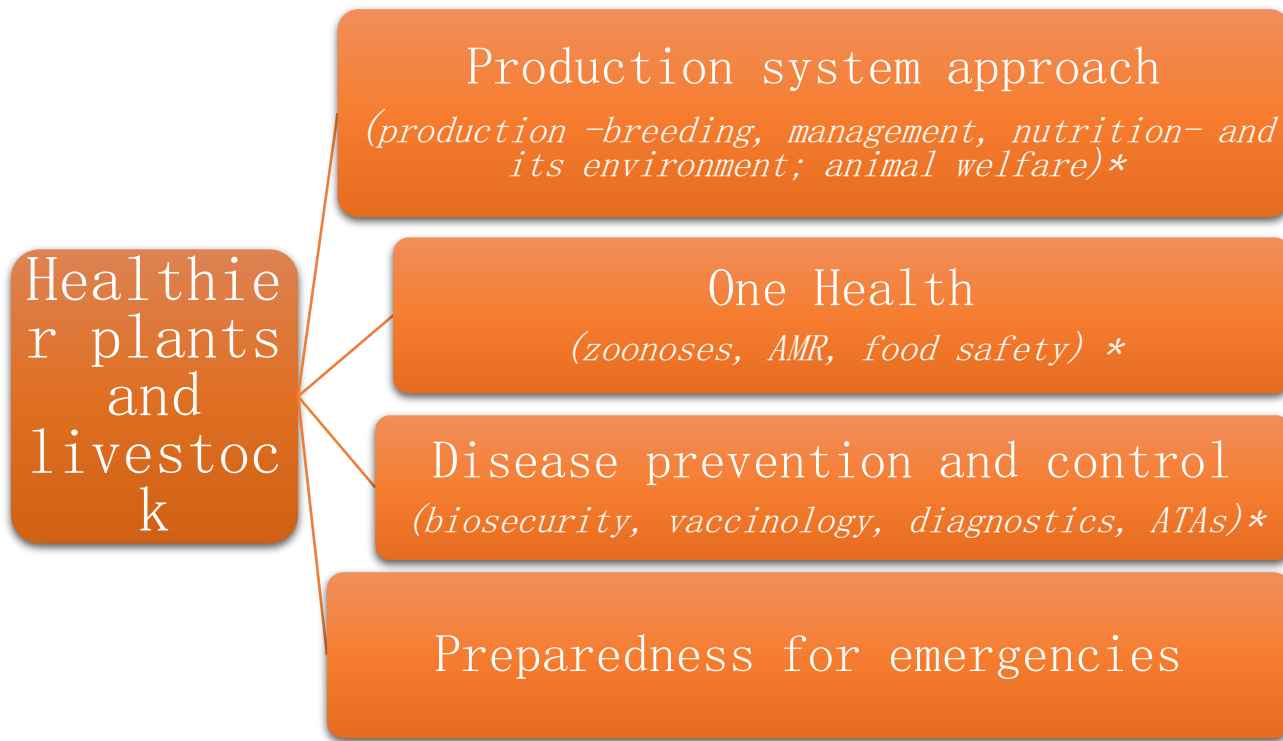 Production system approach
(production -breeding, management, nutrition- and
its environment; animal welfare)*
Healthie
r plants
and
livestoc
k
One Health
(zoonoses, AMR, food safety) *
Disease prevention and control
(biosecurity, vaccinology, diagnostics, ATAs)*
Preparedness for emergencies